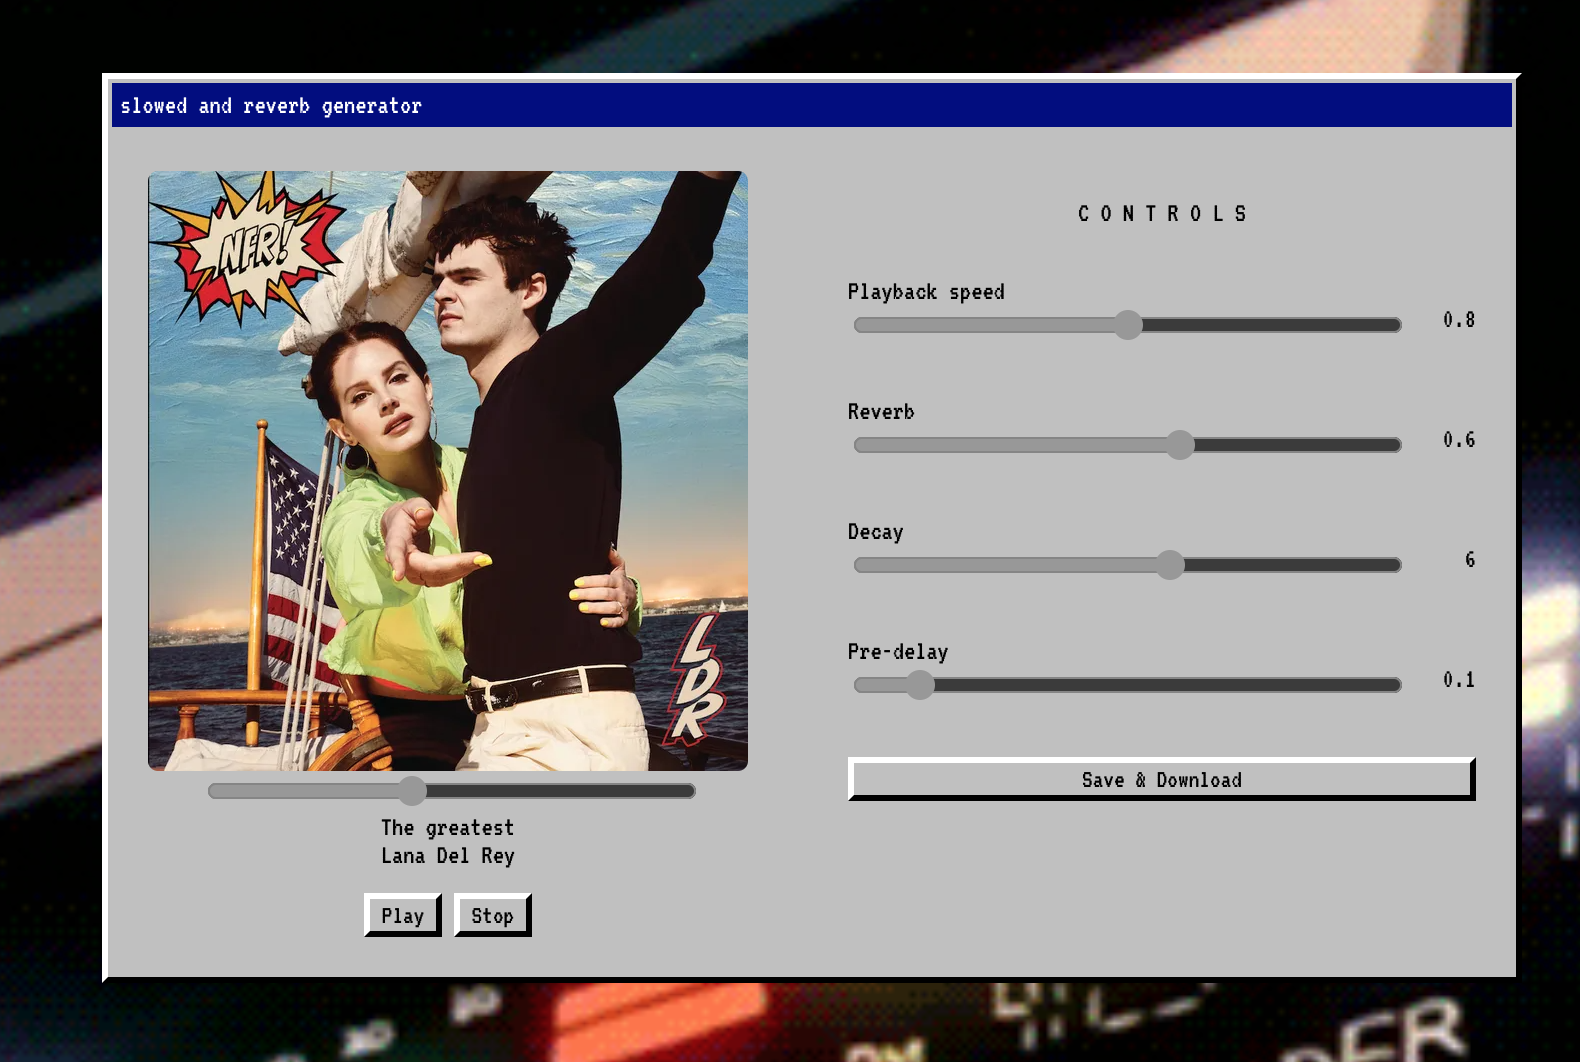 slowed and reverb generator
NFR!
LDR
The greatest
Lana Del Rey
Play
Stop
CONTROLS
Playback speed
0.8
Reverb
0.6
Decay
6
Pre-delay
0.1
Save & Download